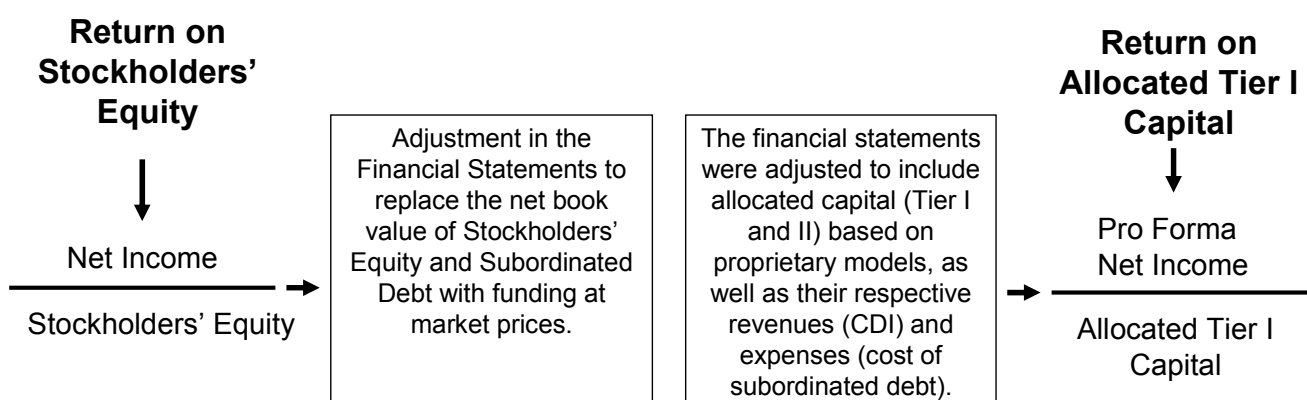 Return on
Stockholders'
Equity
Net Income
Stockholders' Equity
Adjustment in the
Financial Statements to
replace the net book
value of Stockholders'
Equity and Subordinated
Debt with funding at
market prices.
The financial statements
were adjusted to include
allocated capital (Tier I
and II) based on
proprietary models, as
well as their respective
revenues (CDI) and
expenses (cost of
subordinated debt).
Return on
Allocated Tier I
Capital
Pro Forma
Net Income
Allocated Tier I
Capital